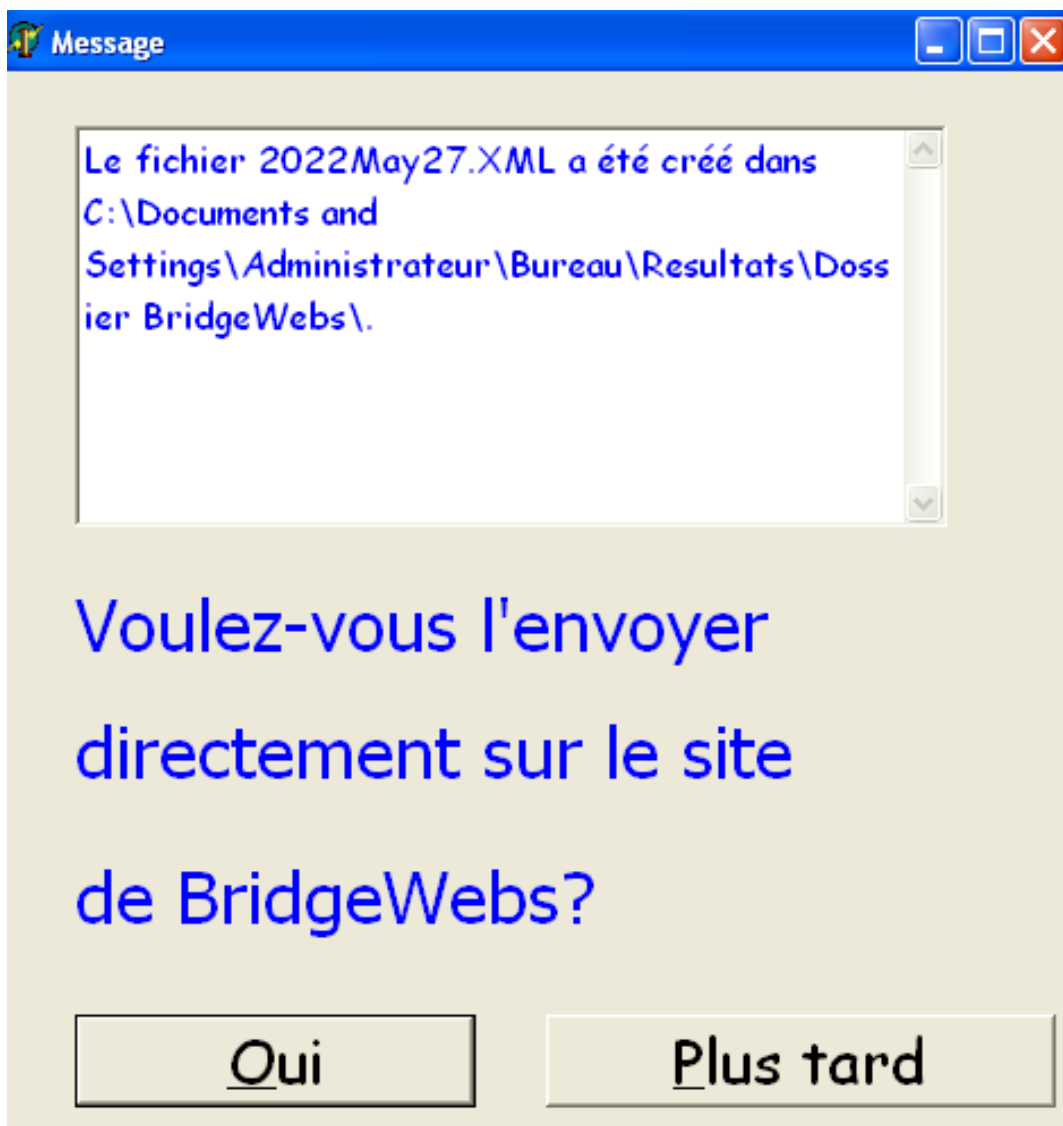 Message
Le fichier 2022May27.XML a été créé dans
C:\Documents and
Settings\Administrateur\Bureau\Resultats\Doss
ier BridgeWebs\.
Voulez-vous l'envoyer
directement sur le site
de BridgeWebs?
Oui
Plus tard